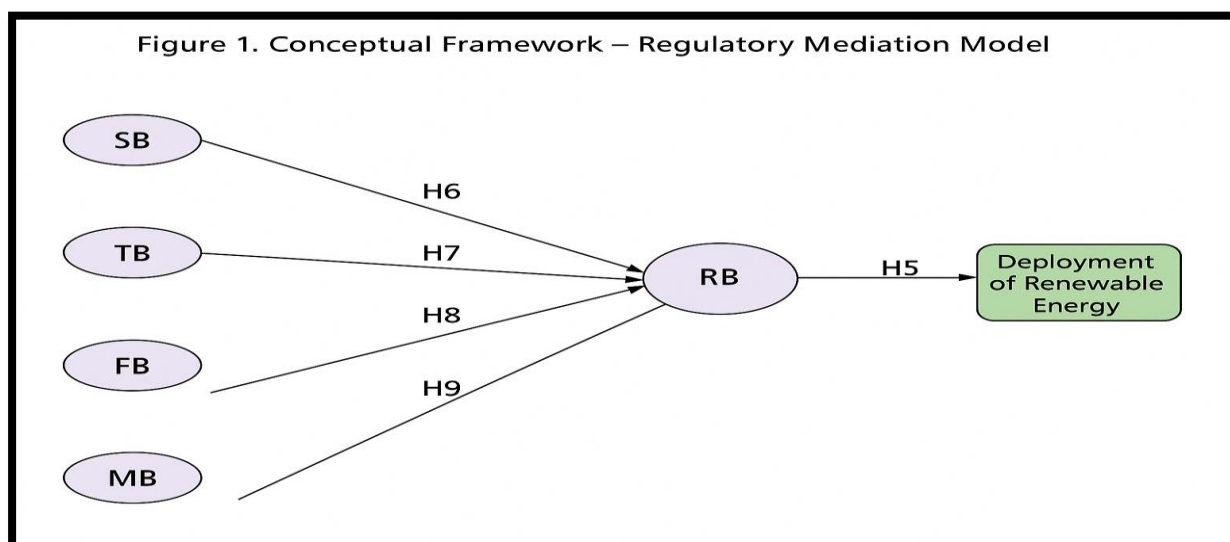 Figure 1. Conceptual Framework – Regulatory Mediation Model
SB
H6
TB
H7
RB
H5
Deployment
of Renewable
Energy
H8
FB
H9
MB